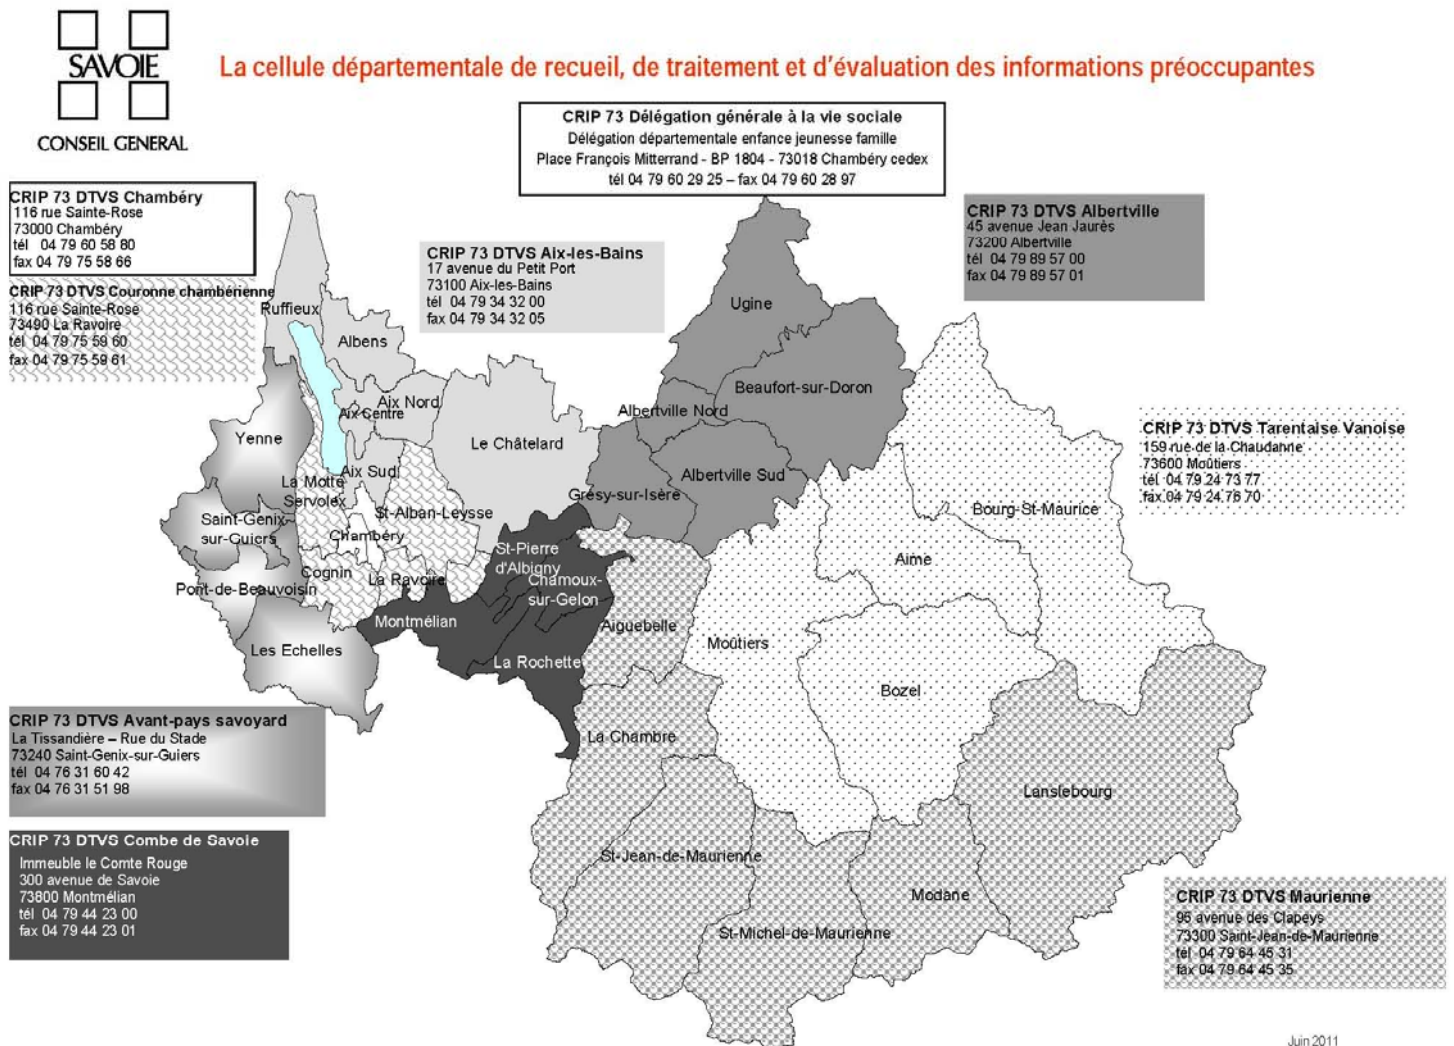 SAVOIE
CONSEIL GENERAL
La cellule départementale de recueil, de traitement et d'évaluation des informations préoccupantes
CRIP 73 Délégation générale à la vie sociale
Délégation départementale enfance jeunesse famille
Place François Mitterrand - BP 1804 - 73018 Chambéry cedex
tél 04 79 60 29 25 – fax 04 79 60 28 97
CRIP 73 DTVS Chambéry
116 rue Sainte-Rose
73000 Chambéry
tél 04 79 60 58 80
fax 04 79 75 58 66
CRIP 73 DTVS Couronne chambérienne
116 rue Sainte-Rose
73490 La Ravoire
tél 04 79 75 59 60
fax 04 79 75 59 61
CRIP 73 DTVS Aix-les-Bains
17 avenue du Petit Port
73100 Aix-les-Bains
tél 04 79 34 32 00
fax 04 79 34 32 05
CRIP 73 DTVS Albertville
45 avenue Jean Jaurès
73200 Albertville
tél 04 79 89 57 00
fax 04 79 89 57 01
CRIP 73 DTVS Tarentaise Vanoise
159 rue de la Chaudanne
73600 Moûtiers
tél 04 79 24 73 77
fax 04 79 24 76 70
Ruffieux
Albens
Aix Nord
Aix Centre
Yenne
Le Châtelard
Aix Sud
La Motte
Servolex
St-Alban-Leysse
Saint-Genix-
sur-Guiers
Chambéry
Cognin
La Ravoire
Pont-de-Beauvoisin
Les Echelles
Montmélian
St-Pierre
d'Albigny
Chamoux-
sur-Gelon
La Rochette
Ugine
Beaufort-sur-Doron
Albertville Nord
Albertville Sud
Grésy-sur-Isère
Bourg-St-Maurice
Aime
Moûtiers
Bozel
Aiguebelle
La Chambre
St-Jean-de-Maurienne
St-Michel-de-Maurienne
Modane
Lanslebourg
CRIP 73 DTVS Avant-pays savoyard
La Tissandière – Rue du Stade
73240 Saint-Genix-sur-Guiers
tél 04 76 31 60 42
fax 04 76 31 51 98
CRIP 73 DTVS Combe de Savoie
Immeuble le Comte Rouge
300 avenue de Savoie
73800 Montmélian
tél 04 79 44 23 00
fax 04 79 44 23 01
CRIP 73 DTVS Maurienne
95 avenue des Clapeys
73300 Saint-Jean-de-Maurienne
tél 04 79 64 45 31
fax 04 79 64 45 35
Juin 2011